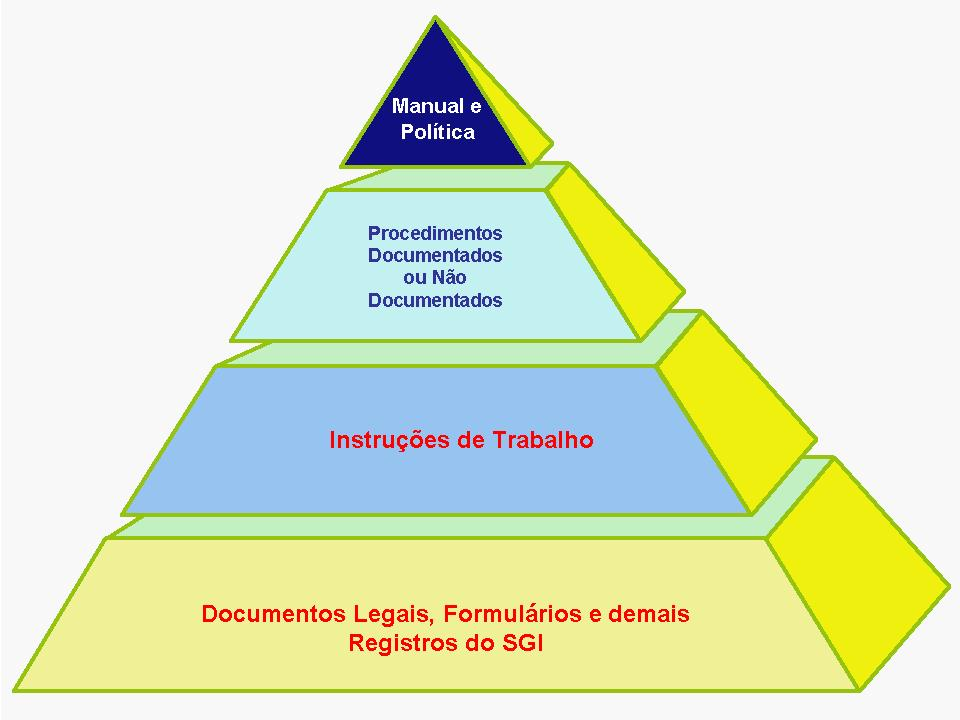 Manual e
Política
Procedimentos
Documentados
ou Não
Documentados
Instruções de Trabalho
Documentos Legais, Formulários e demais
Registros do SGI